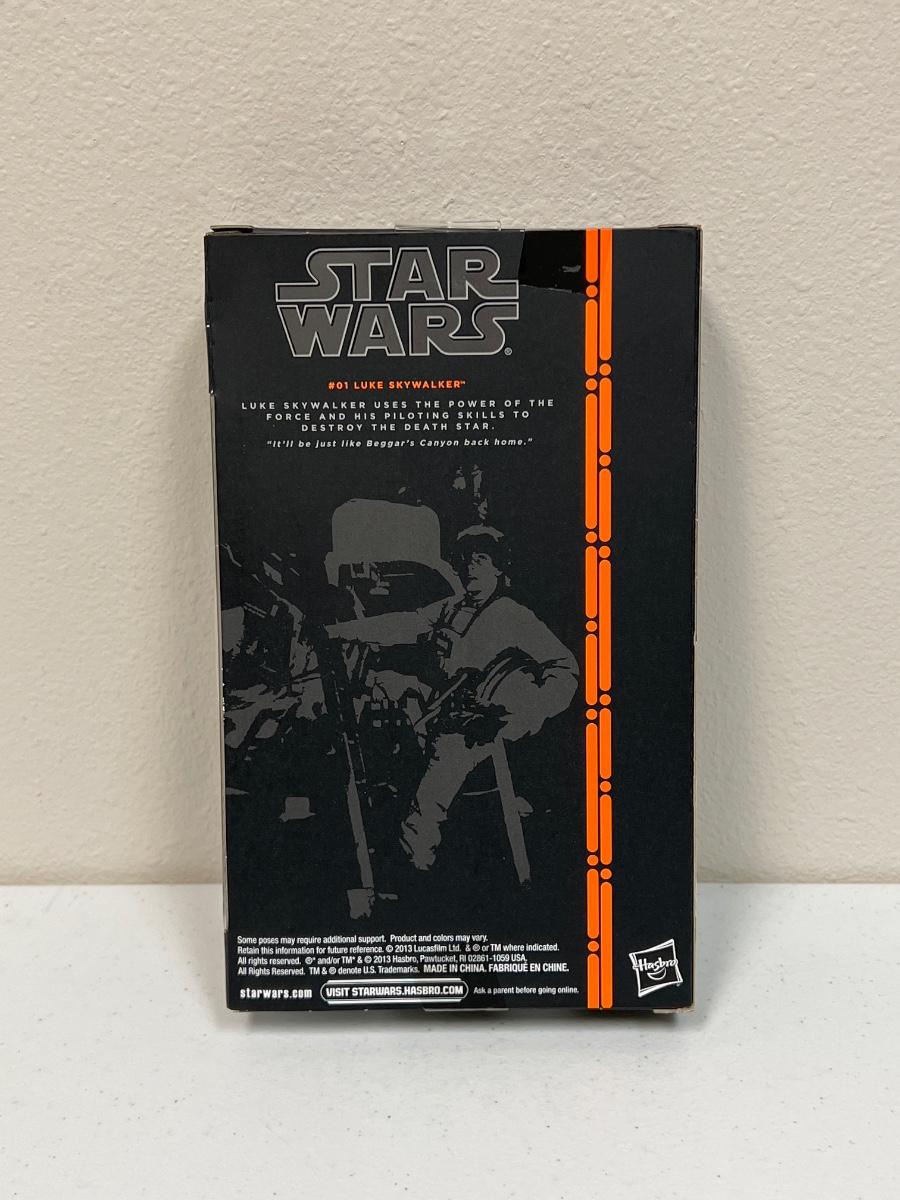 STAR
WARS®
#01 LUKE SKYWALKER™
LUKE SKYWALKER USES THE POWER OF THE
FORCE AND HIS PILOTING SKILLS TO
DESTROY THE DEATH STAR.
"It'll be just like Beggar's Canyon back home."
Some poses may require additional support. Product and colors may vary.
Retain this information for future reference. © 2013 Lucasfilm Ltd. & ® or TM where indicated.
All rights reserved. ®* and/or TM* & © 2013 Hasbro, Pawtucket, RI 02861-1059 USA.
All Rights Reserved. TM & ® denote U.S. Trademarks. MADE IN CHINA. FABRIQUÉ EN CHINE.
starwars.com VISIT STARWARS.HASBRO.COM Ask a parent before going online.
Hasbro